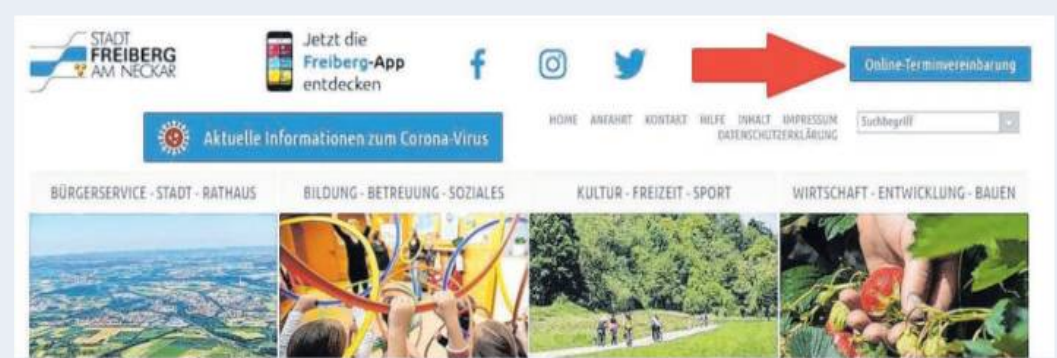 STADT
FREIBERG
AM NECKAR
Jetzt die
Freiberg-App
entdecken
Online-Terminvereinbarung
Aktuelle Informationen zum Corona-Virus
HOME ANFAHRT KONTAKT HILFE INHALT IMPRESSUM
DATENSCHUTZERKLÄRUNG
Suchbegriff
BÜRGERSERVICE - STADT - RATHAUS
BILDUNG - BETREUUNG - SOZIALES
KULTUR - FREIZEIT - SPORT
WIRTSCHAFT - ENTWICKLUNG - BAUEN